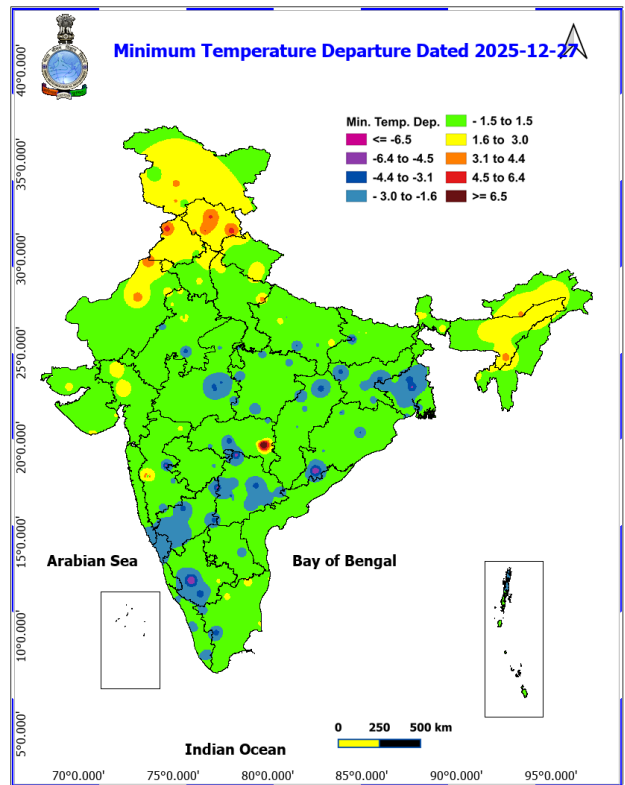 Minimum Temperature Departure Dated 2025-12-27
Min. Temp. Dep.
<= -6.5
-6.4 to -4.5
-4.4 to -3.1
- 3.0 to -1.6
- 1.5 to 1.5
1.6 to 3.0
3.1 to 4.4
4.5 to 6.4
>= 6.5
40°0.000'
35°0.000'
30°0.000'
25°0.000'
20°0.000'
15°0.000'
10°0.000'
5°0.000'
Arabian Sea
Bay of Bengal
Indian Ocean
0 250 500 km
70°0.000' 75°0.000' 80°0.000' 85°0.000' 90°0.000' 95°0.000'